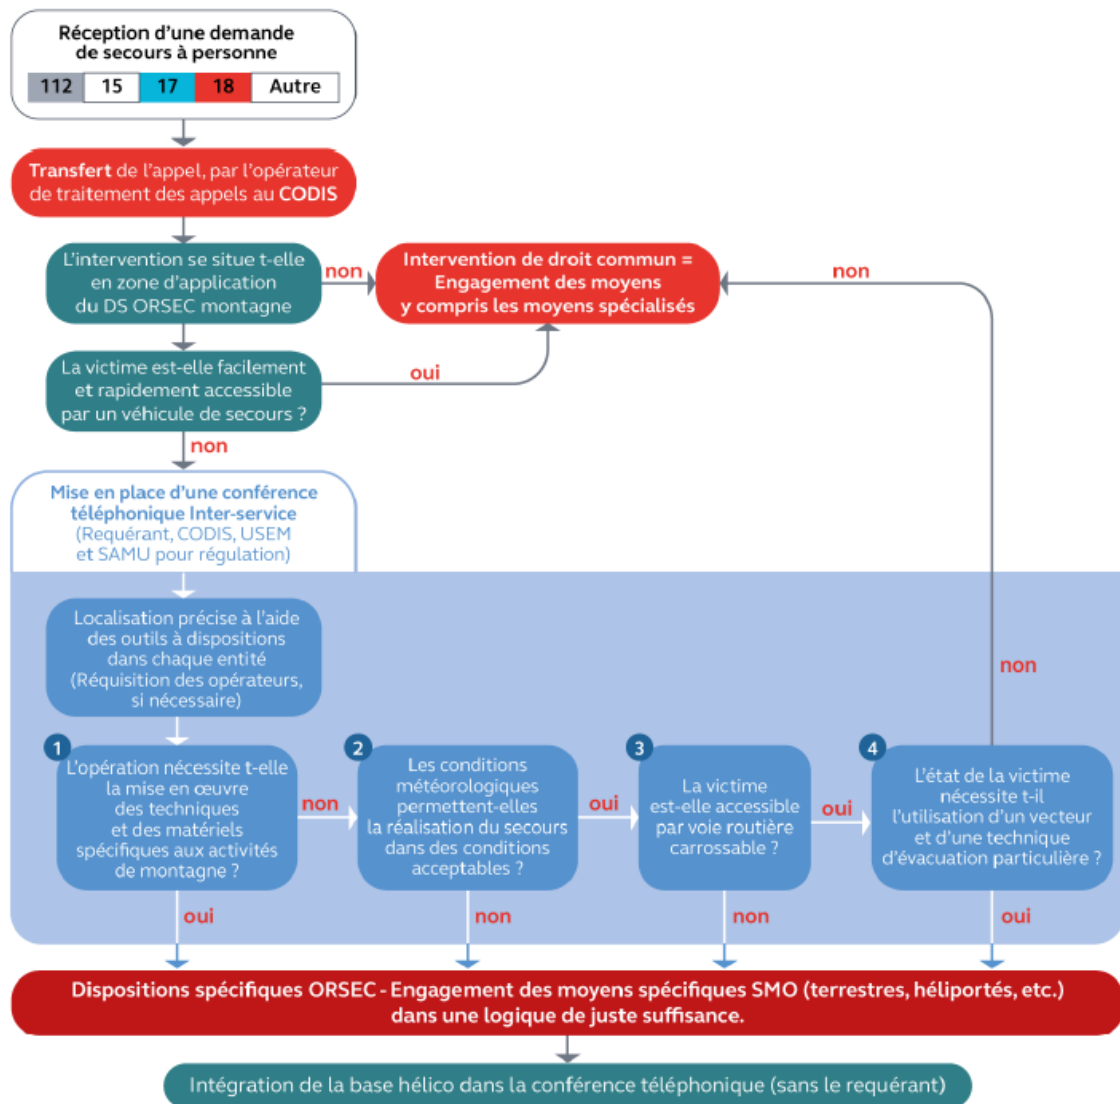 Réception d'une demande
de secours à personne
112 15 17 18 Autre
Transfert de l'appel, par l'opérateur
de traitement des appels au CODIS
L'intervention se situe t-elle
en zone d'application
du DS ORSEC montagne
non
Intervention de droit commun =
Engagement des moyens
y compris les moyens spécialisés
non
La victime est-elle facilement
et rapidement accessible
par un véhicule de secours ?
oui
non
Mise en place d'une conférence
téléphonique Inter-service
(Requérant, CODIS, USEM
et SAMU pour régulation)
Localisation précise à l'aide
des outils à dispositions
dans chaque entité
(Réquisition des opérateurs,
si nécessaire)
non
1
L'opération nécessite t-elle
la mise en œuvre
des techniques
et des matériels
spécifiques aux activités
de montagne ?
non
2
Les conditions
météorologiques
permettent-elles
la réalisation du secours
dans des conditions
acceptables ?
oui
3
La victime
est-elle accessible
par voie routière
carrossable ?
oui
4
L'état de la victime
nécessite t-il
l'utilisation d'un vecteur
et d'une technique
d'évacuation particulière ?
oui
non
non
oui
Dispositions spécifiques ORSEC - Engagement des moyens spécifiques SMO (terrestres, héliportés, etc.)
dans une logique de juste suffisance.
Intégration de la base hélico dans la conférence téléphonique (sans le requérant)